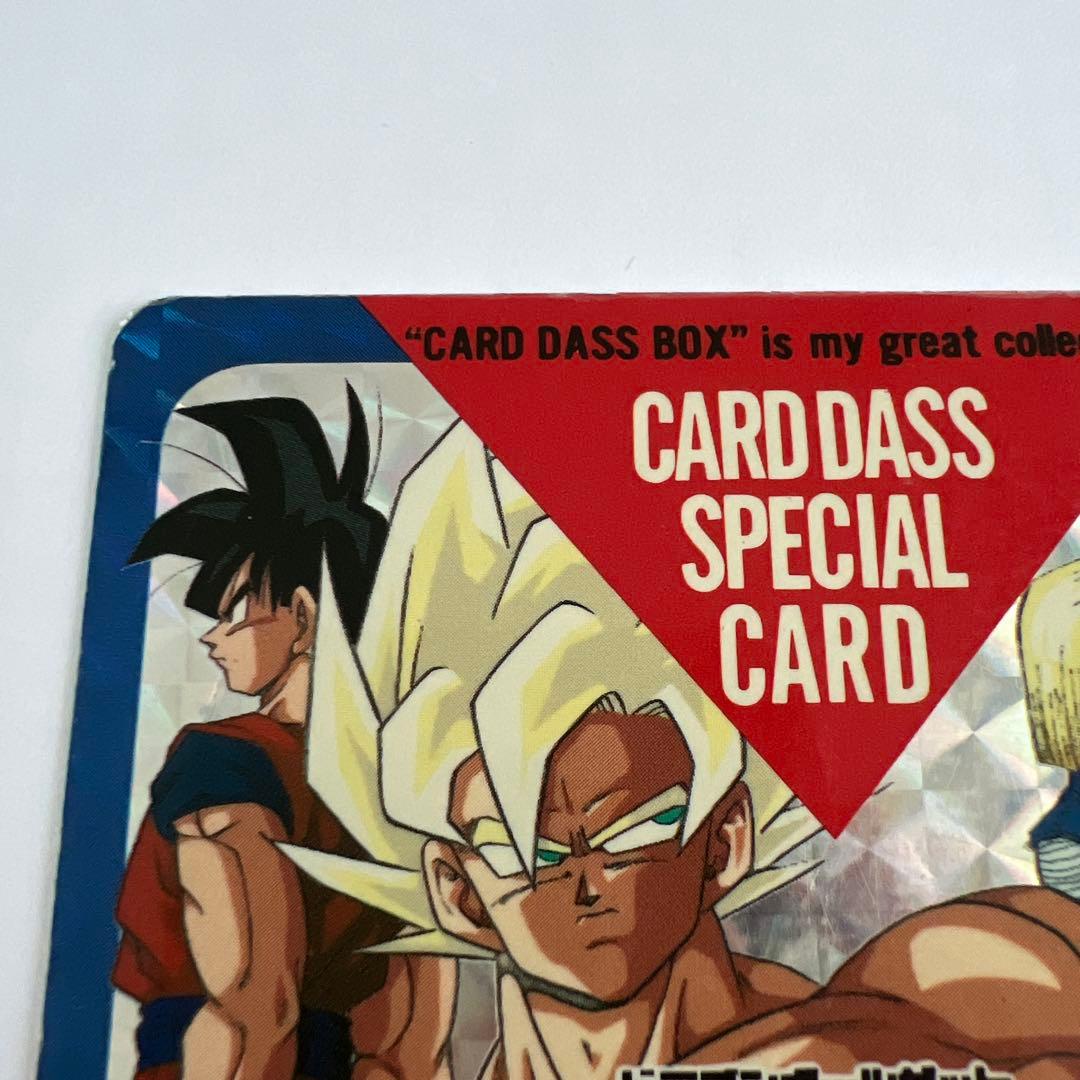 “CARD DASS BOX” is my great colle
CARD DASS
SPECIAL
CARD